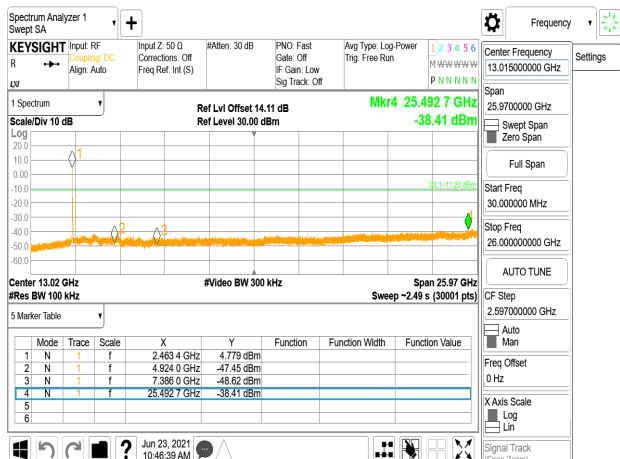 Spectrum Analyzer 1
Swept SA
Frequency
KEYSIGHT
R
Input: RF
Coupling: DC
Align: Auto
Input Z: 50 Ω
Corrections: Off
Freq Ref: Int (S)
#Atten: 30 dB
PNO: Fast
Gate: Off
IF Gain: Low
Sig Track: Off
Avg Type: Log-Power
Trig: Free Run
1 2 3 4 5 6
M W W W W W
P N N N N N
1 Spectrum
Scale/Div 10 dB
Ref Lvl Offset 14.11 dB
Ref Level 30.00 dBm
Mkr4 25.492 7 GHz
-38.41 dBm
Log
20.0
10.0
0.00
-10.0
-20.0
-30.0
-40.0
-50.0
-60.0
1
2
3
DL1 -11.20 dBm
Center 13.02 GHz
#Res BW 100 kHz
#Video BW 300 kHz
Span 25.97 GHz
Sweep ~2.49 s (30001 pts)
5 Marker Table
Mode Trace Scale X Y Function Function Width Function Value
1 N 1 f 2.463 4 GHz 4.779 dBm
2 N 1 f 4.924 0 GHz -47.45 dBm
3 N 1 f 7.386 0 GHz -48.62 dBm
4 N 1 f 25.492 7 GHz -38.41 dBm
5
6
?
Jun 23, 2021
10:46:39 AM
Center Frequency
13.015000000 GHz
Settings
Span
25.9700000 GHz
Swept Span
Zero Span
Full Span
Start Freq
30.000000 MHz
Stop Freq
26.000000000 GHz
AUTO TUNE
CF Step
2.597000000 GHz
Auto
Man
Freq Offset
0 Hz
X Axis Scale
Log
Lin
Signal Track
(Span Zoom)